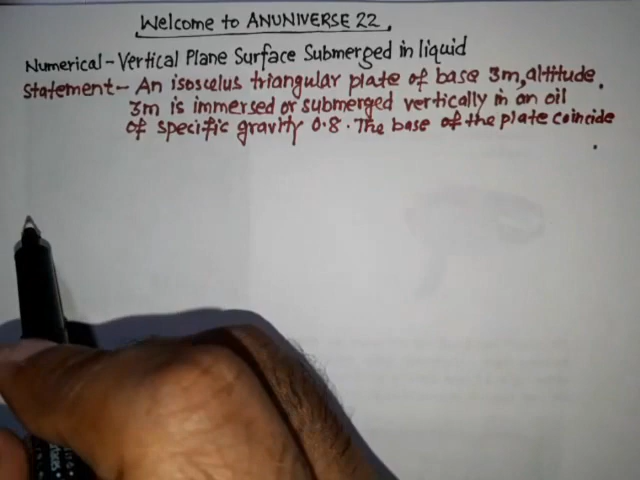 Welcome to ANUNIVERSE 22.
Numerical - Vertical Plane Surface Submerged in liquid
Statement - An isoscelus triangular plate of base 3m, altitude.
3m is immersed or submerged vertically in an oil
of specific gravity 0.8. The base of the plate coincide